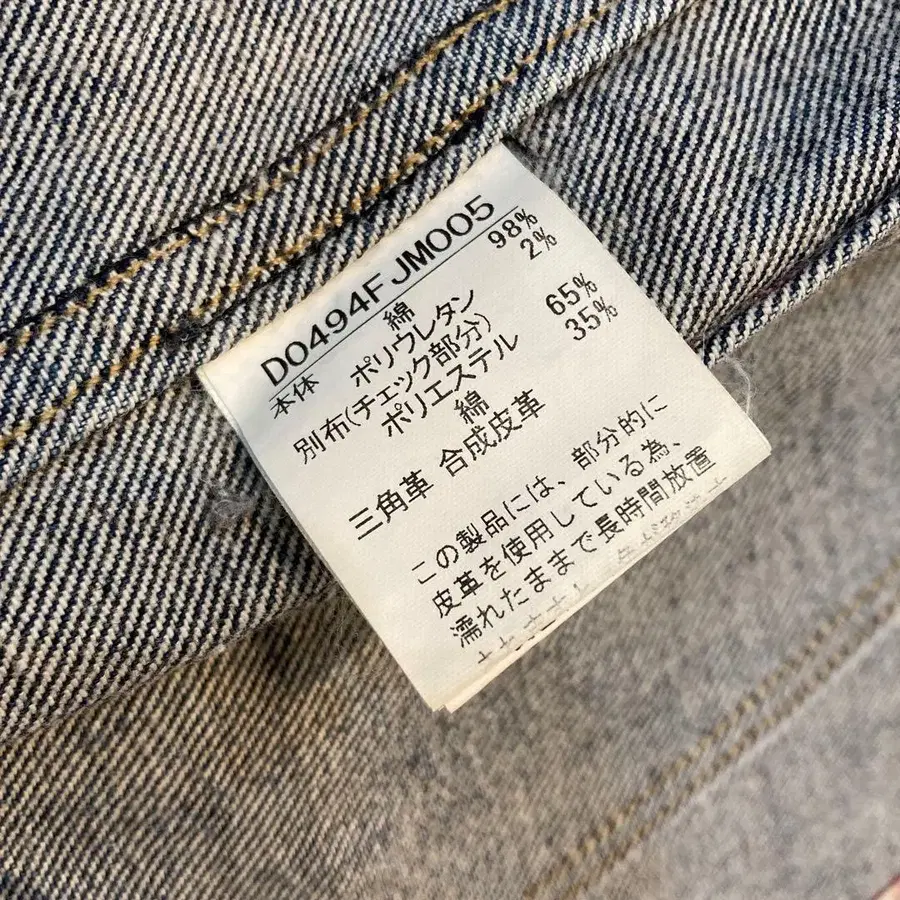 D0494F JM005
本体 綿 98%
ポリウレタン 2%
別布(チェック部分)
ポリエステル 65%
綿 35%
三角革 合成皮革
この製品には、部分的に
皮革を使用している為、
濡れたままで長時間放置